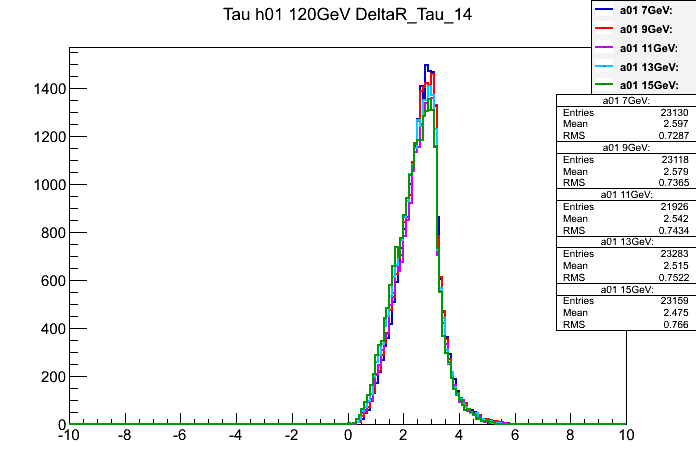 Tau h01 120GeV DeltaR_Tau_14
a01 7GeV:
a01 9GeV:
a01 11GeV:
a01 13GeV:
a01 15GeV:
a01 7GeV:
Entries 23130
Mean 2.597
RMS 0.7287
a01 9GeV:
Entries 23118
Mean 2.579
RMS 0.7365
a01 11GeV:
Entries 21926
Mean 2.542
RMS 0.7434
a01 13GeV:
Entries 23283
Mean 2.515
RMS 0.7522
a01 15GeV:
Entries 23159
Mean 2.475
RMS 0.766
1400
1200
1000
800
600
400
200
0
-10 -8 -6 -4 -2 0 2 4 6 8 10